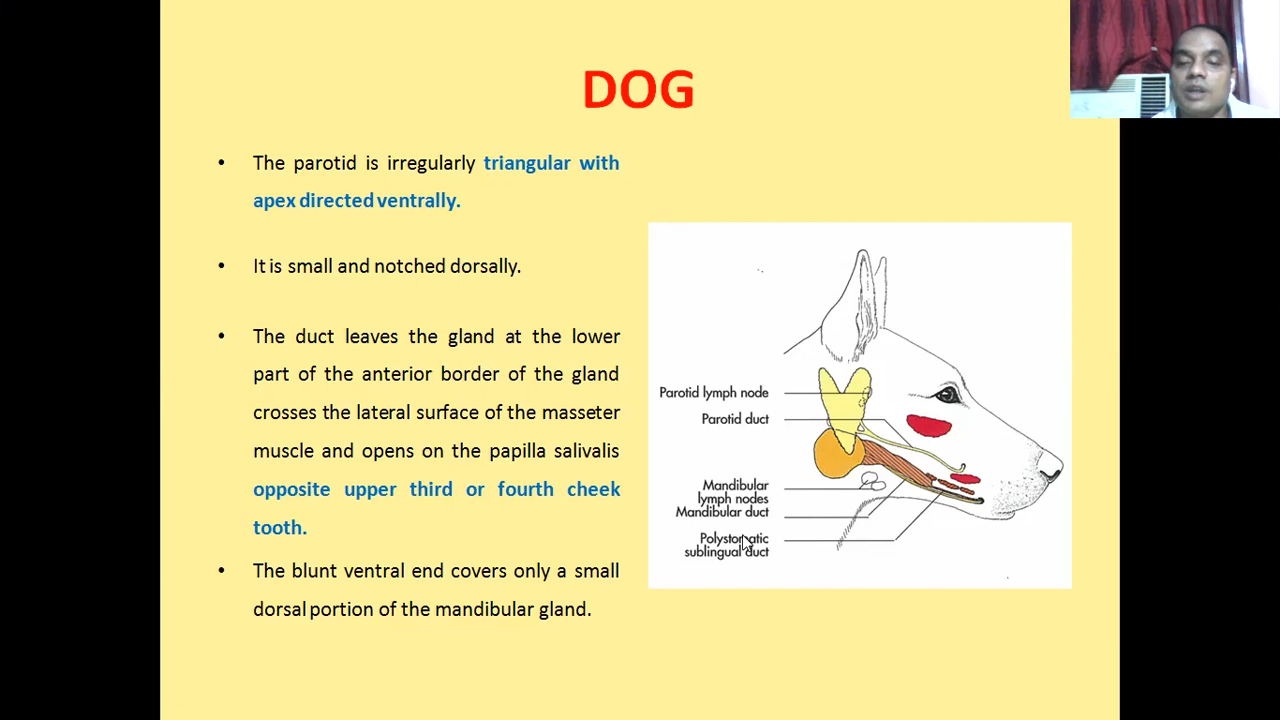 DOG
• The parotid is irregularly triangular with
apex directed ventrally.
• It is small and notched dorsally.
• The duct leaves the gland at the lower
part of the anterior border of the gland
crosses the lateral surface of the masseter
muscle and opens on the papilla salivalis
opposite upper third or fourth cheek
tooth.
• The blunt ventral end covers only a small
dorsal portion of the mandibular gland.
Parotid lymph node
Parotid duct
Mandibular
lymph nodes
Mandibular duct
Polystomatic
sublingual duct